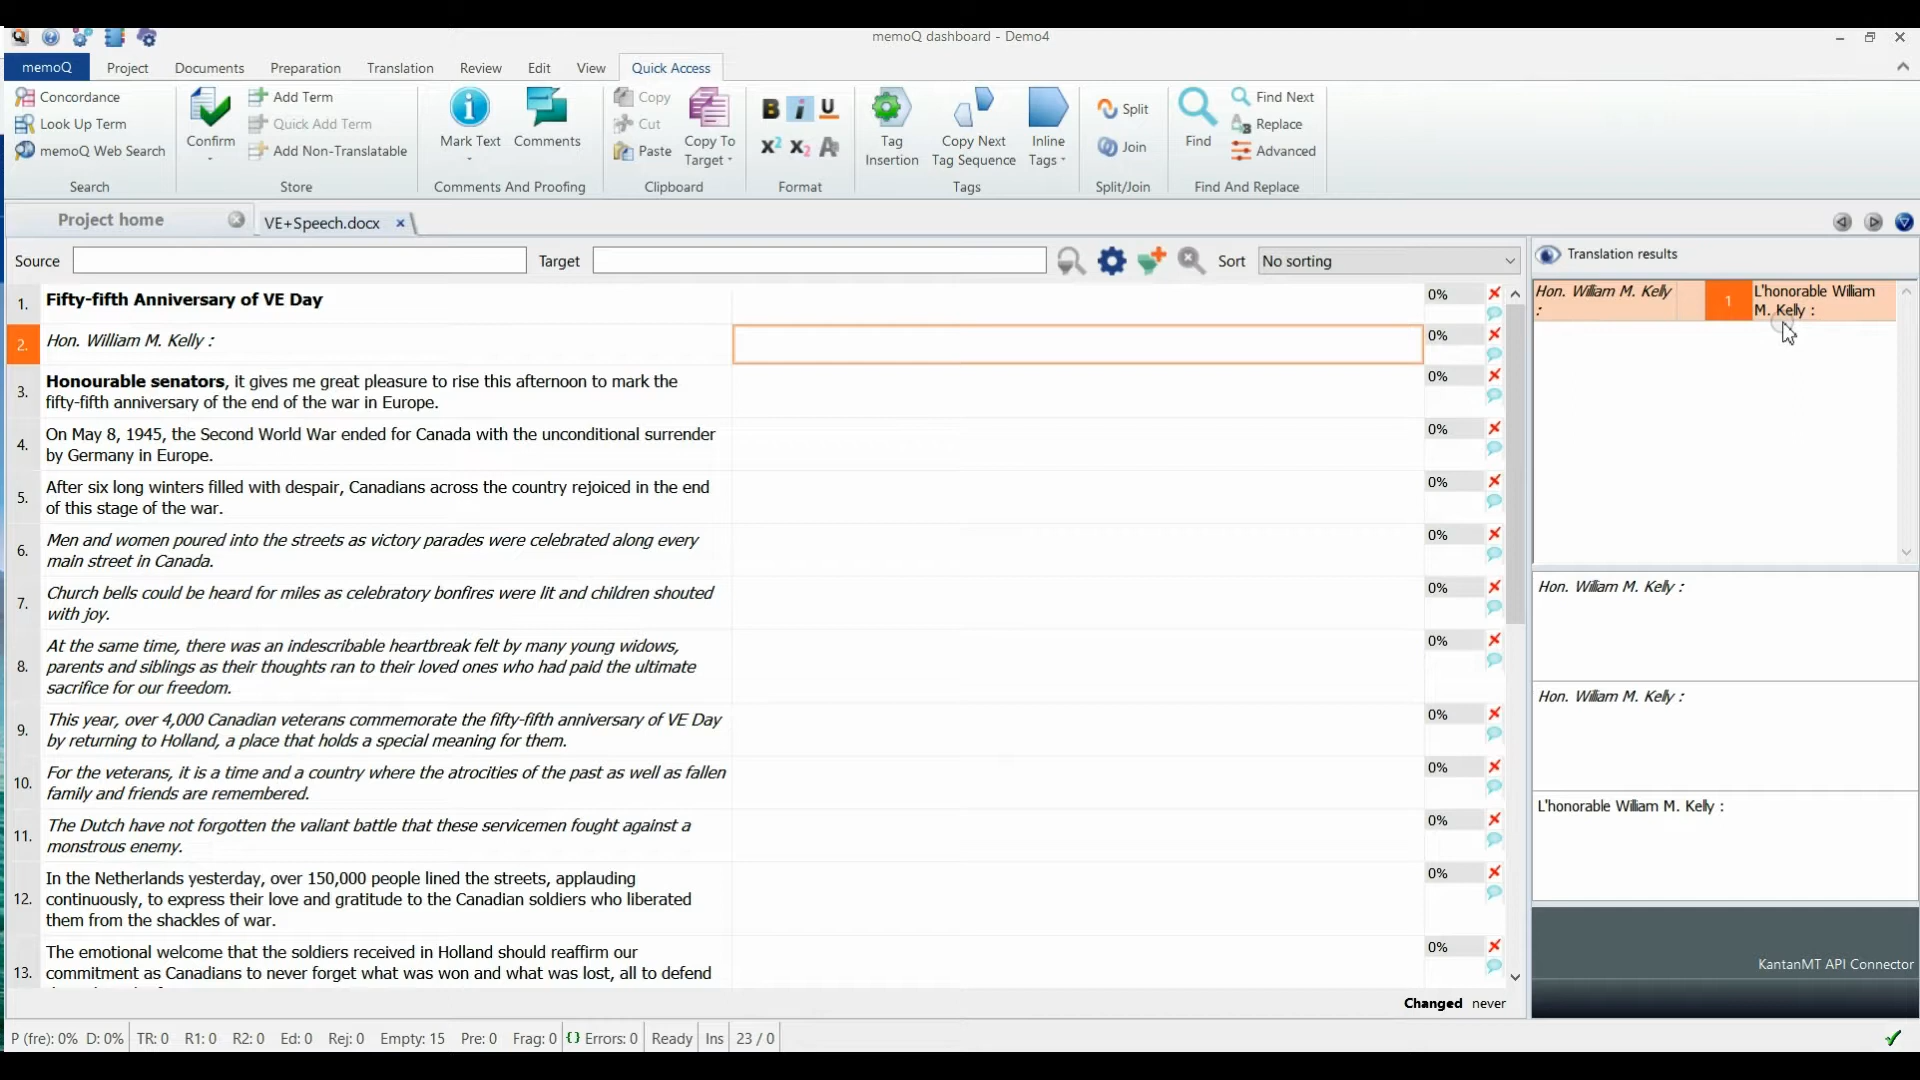 memoQ dashboard - Demo4
memoQ
Project
Documents
Preparation
Translation
Review
Edit
View
Quick Access
Concordance
Look Up Term
memoQ Web Search
Search
Confirm
Add Term
Quick Add Term
Add Non-Translatable
Store
Mark Text
Comments
Comments And Proofing
Copy
Cut
Paste
Copy To
Target
Clipboard
B i U
X² X₂ A
Format
Tag
Insertion
Copy Next
Tag Sequence
Inline
Tags
Tags
Split
Join
Split/Join
Find
Find Next
Replace
Advanced
Find And Replace
Project home
VE+Speech.docx
Source
Target
Sort
No sorting
1. Fifty-fifth Anniversary of VE Day 0%
2. Hon. William M. Kelly : 0%
3. Honourable senators, it gives me great pleasure to rise this afternoon to mark the 0%
fifty-fifth anniversary of the end of the war in Europe.
4. On May 8, 1945, the Second World War ended for Canada with the unconditional surrender 0%
by Germany in Europe.
5. After six long winters filled with despair, Canadians across the country rejoiced in the end 0%
of this stage of the war.
6. Men and women poured into the streets as victory parades were celebrated along every 0%
main street in Canada.
7. Church bells could be heard for miles as celebratory bonfires were lit and children shouted 0%
with joy.
8. At the same time, there was an indescribable heartbreak felt by many young widows, 0%
parents and siblings as their thoughts ran to their loved ones who had paid the ultimate
sacrifice for our freedom.
9. This year, over 4,000 Canadian veterans commemorate the fifty-fifth anniversary of VE Day 0%
by returning to Holland, a place that holds a special meaning for them.
10. For the veterans, it is a time and a country where the atrocities of the past as well as fallen 0%
family and friends are remembered.
11. The Dutch have not forgotten the valiant battle that these servicemen fought against a 0%
monstrous enemy.
12. In the Netherlands yesterday, over 150,000 people lined the streets, applauding 0%
continuously, to express their love and gratitude to the Canadian soldiers who liberated
them from the shackles of war.
13. The emotional welcome that the soldiers received in Holland should reaffirm our 0%
commitment as Canadians to never forget what was won and what was lost, all to defend
Changed never
Translation results
Hon. William M. Kelly
:
1
L'honorable William
M. Kelly :
Hon. William M. Kelly :
Hon. William M. Kelly :
L'honorable William M. Kelly :
KantanMT API Connector
P (fre): 0% D: 0% TR: 0 R1: 0 R2: 0 Ed: 0 Rej: 0 Empty: 15 Pre: 0 Frag: 0 {} Errors: 0 Ready Ins 23 / 0